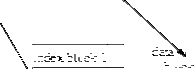 index block 1
data